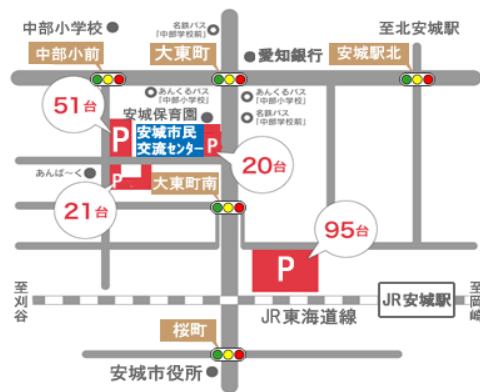 中部小学校
名鉄バス
「中部学校前」
至北安城駅
中部小前
大東町
愛知銀行
安城駅北
51台
あんくるバス
「中部小学校」
あんくるバス
「中部小学校」
安城保育園
名鉄バス
「中部学校前」
P
安城市民
交流センター
P
20台
あんぱ～く
P
21台
大東町南
95台
P
至刈谷
JR安城駅
至岡崎
JR東海道線
桜町
安城市役所